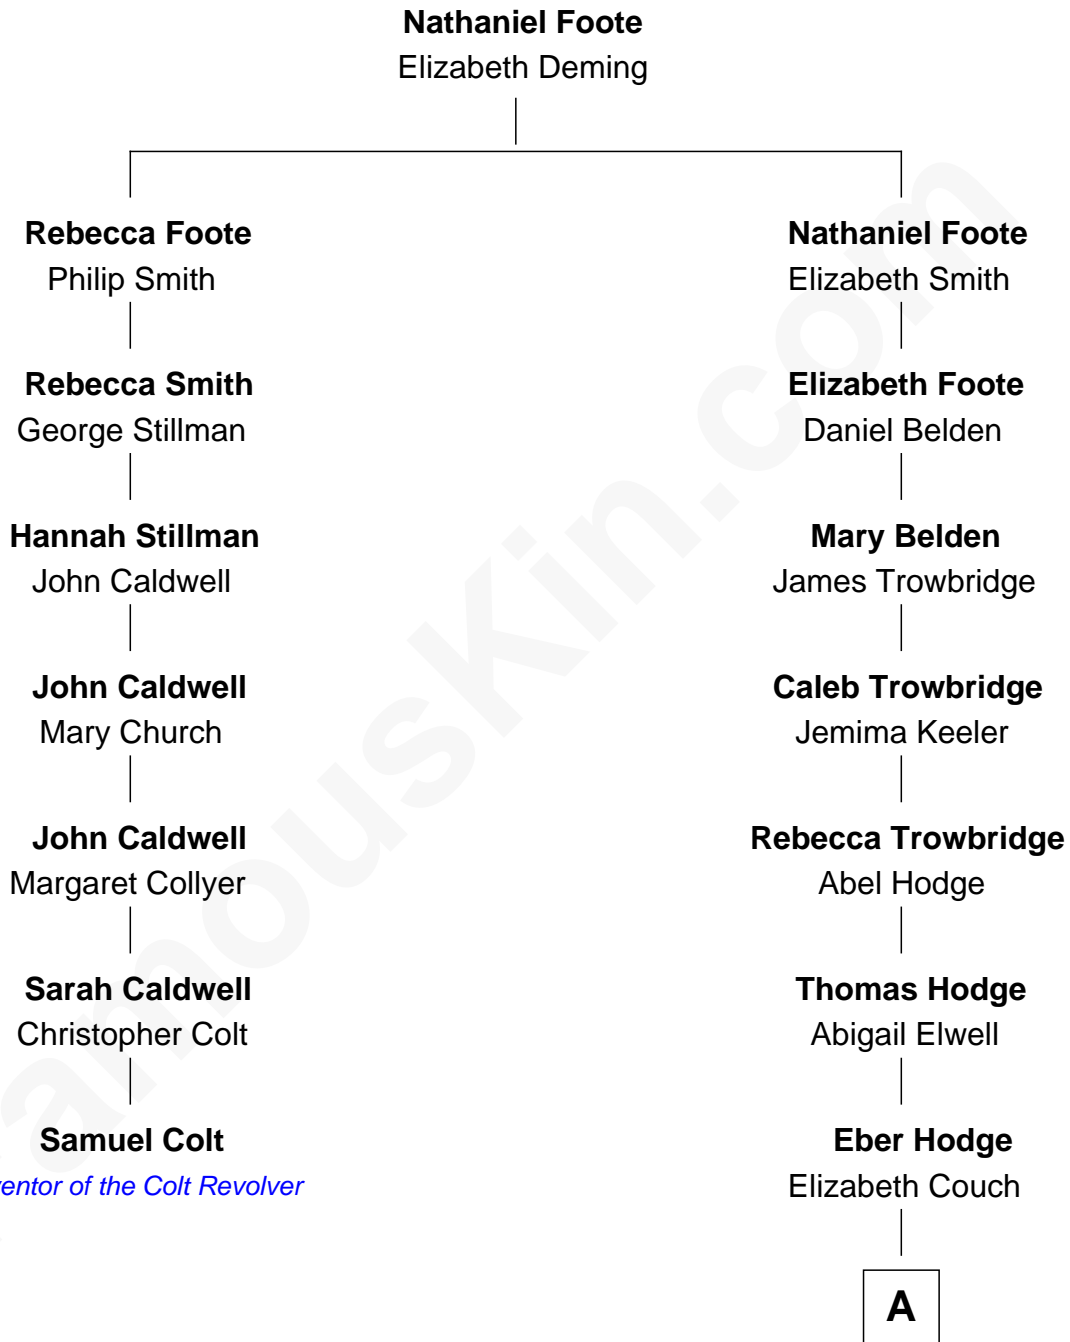 Nathaniel Foote
Elizabeth Deming
Rebecca Foote
Philip Smith
Nathaniel Foote
Elizabeth Smith
Rebecca Smith
George Stillman
Elizabeth Foote
Daniel Belden
Hannah Stillman
John Caldwell
Mary Belden
James Trowbridge
John Caldwell
Mary Church
Caleb Trowbridge
Jemima Keeler
John Caldwell
Margaret Collyer
Rebecca Trowbridge
Abel Hodge
Sarah Caldwell
Christopher Colt
Thomas Hodge
Abigail Elwell
Samuel Colt
entor of the Colt Revolver
Eber Hodge
Elizabeth Couch
A
amouskin.com